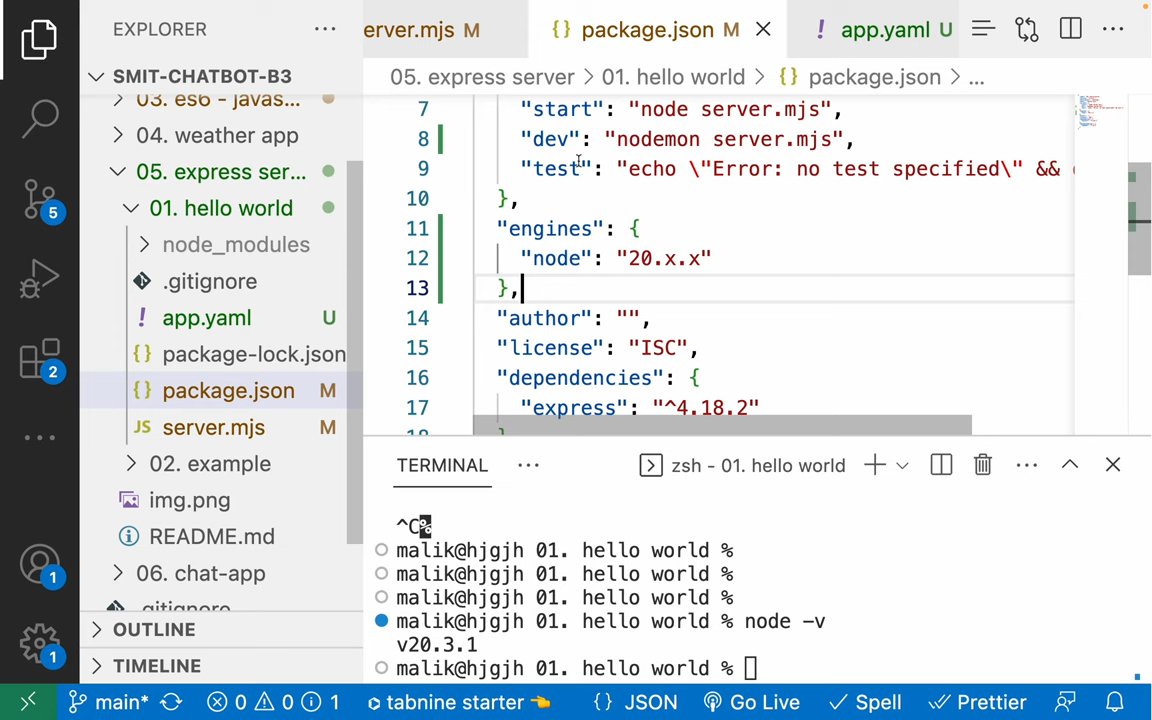 EXPLORER
SMIT-CHATBOT-B3
03. es6 - javas...
04. weather app
05. express ser...
01. hello world
node_modules
.gitignore
! app.yaml U
{} package-lock.json
{} package.json M
JS server.mjs M
02. example
img.png
README.md
06. chat-app
.gitignore
OUTLINE
TIMELINE
5
2
1
1
erver.mjs M
{} package.json M
! app.yaml U
05. express server > 01. hello world > {} package.json > ...
7 "start": "node server.mjs",
8 "dev": "nodemon server.mjs",
9 "test": "echo \"Error: no test specified\" &&
10 },
11 "engines": {
12 "node": "20.x.x"
13 },
14 "author": "",
15 "license": "ISC",
16 "dependencies": {
17 "express": "^4.18.2"
TERMINAL
zsh - 01. hello world
^C%
malik@hjgjh 01. hello world %
malik@hjgjh 01. hello world %
malik@hjgjh 01. hello world %
malik@hjgjh 01. hello world % node -v
v20.3.1
malik@hjgjh 01. hello world %
main* 0 0 1 tabnine starter {} JSON Go Live Spell Prettier